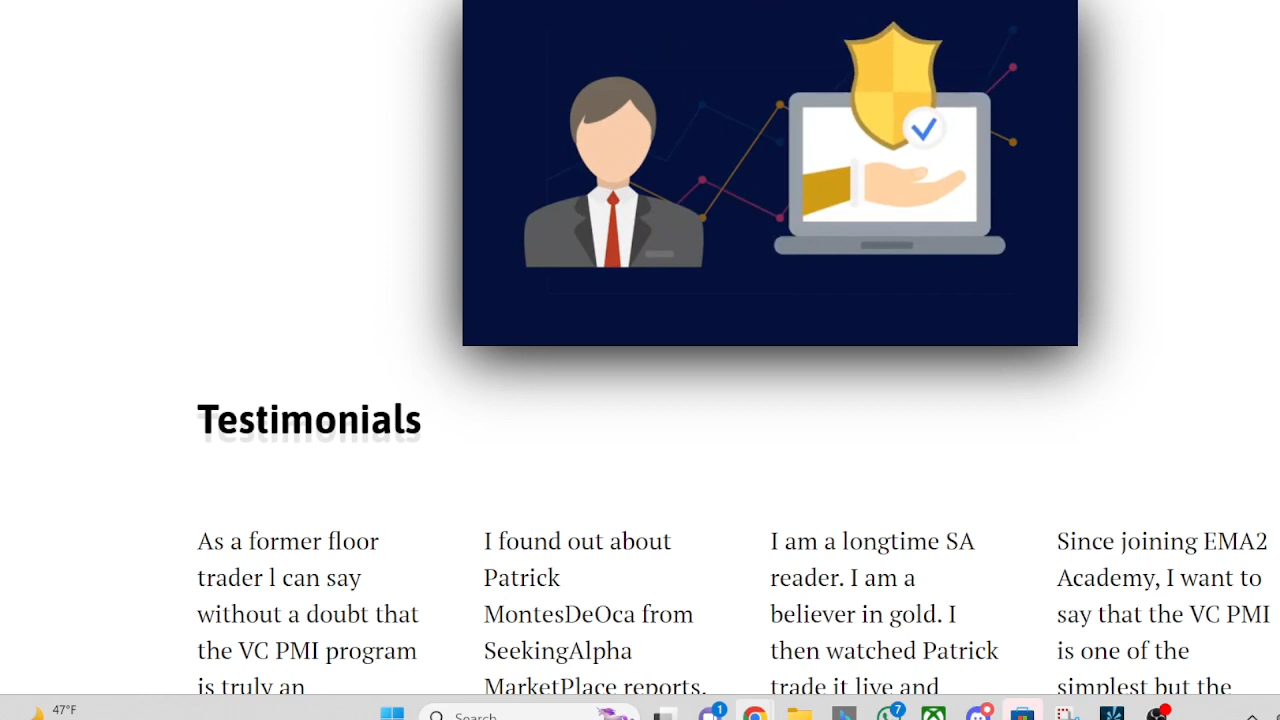 Testimonials
As a former floor
trader l can say
without a doubt that
the VC PMI program
is truly an
I found out about
Patrick
MontesDeOca from
SeekingAlpha
MarketPlace reports.
I am a longtime SA
reader. I am a
believer in gold. I
then watched Patrick
trade it live and
Since joining EMA2
Academy, I want to
say that the VC PMI
is one of the
simplest but the
47°F
Search
1
7